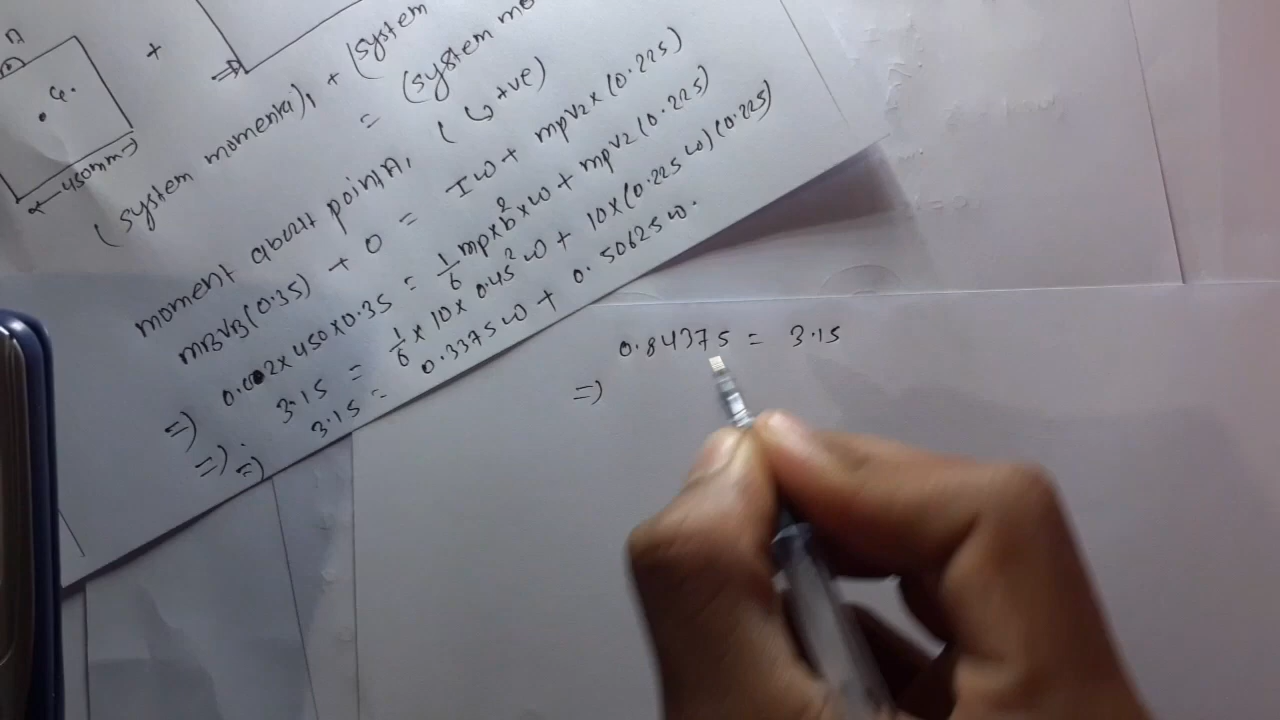 A
G.
450mm
+
(system momenta)₁ + (system
= (system mo
moment about point A, ( ↺ +ve)
mBVB(0.35) + 0 = Iω + mpV2 × (0.225)
=) 0.002×450×0.35 = 1/6 mp×b²×ω + mpV2(0.225)
=) 3.15 = 1/6 × 10× 0.45² ω + 10×(0.225 ω)(0.225)
=) 3.15 = 0.3375 ω + 0.50625 ω.
0.84375 = 3.15
=)